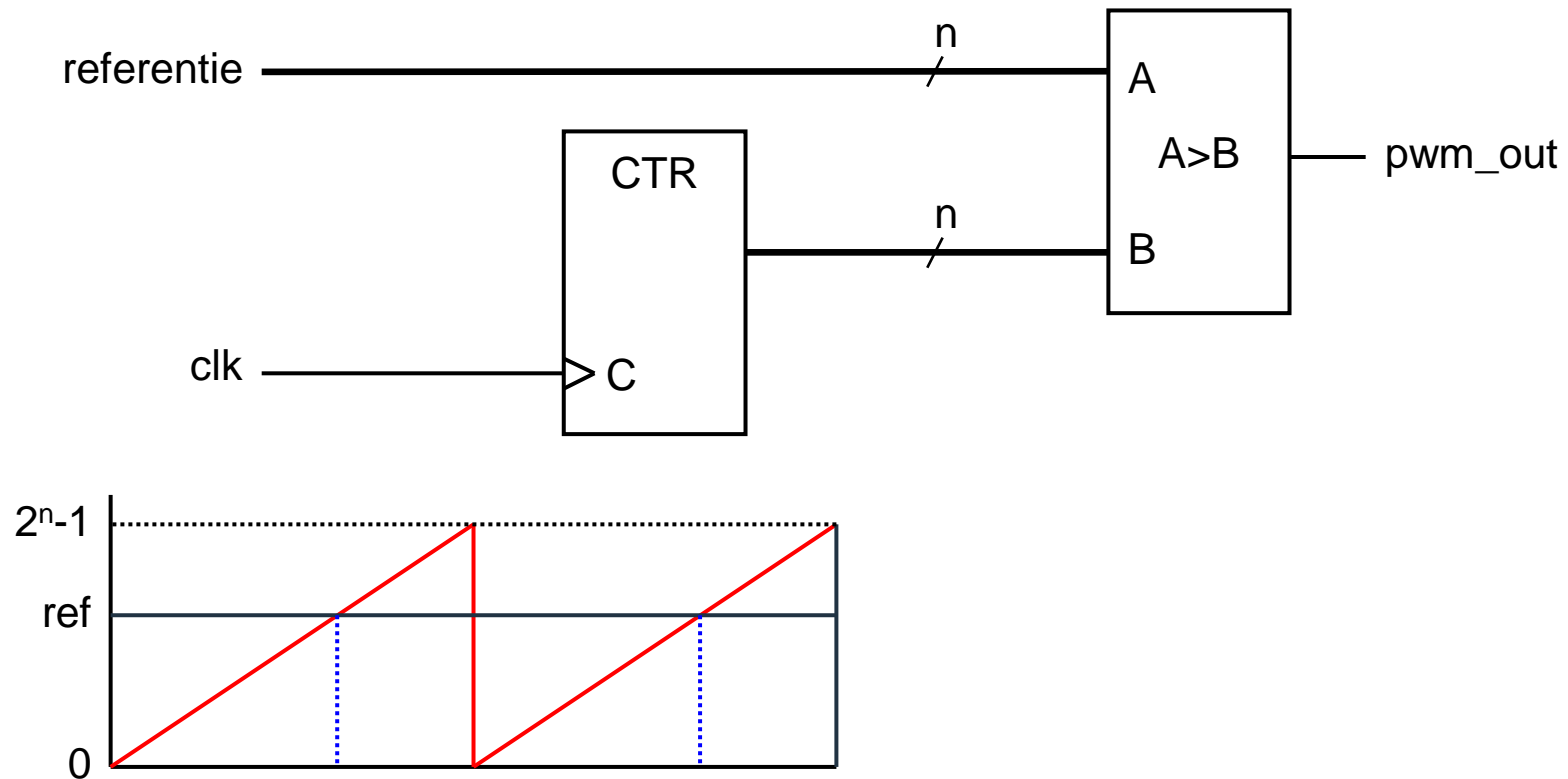 n
referentie
A
CTR
A>B
pwm_out
n
B
clk
C
2ⁿ-1
ref
0